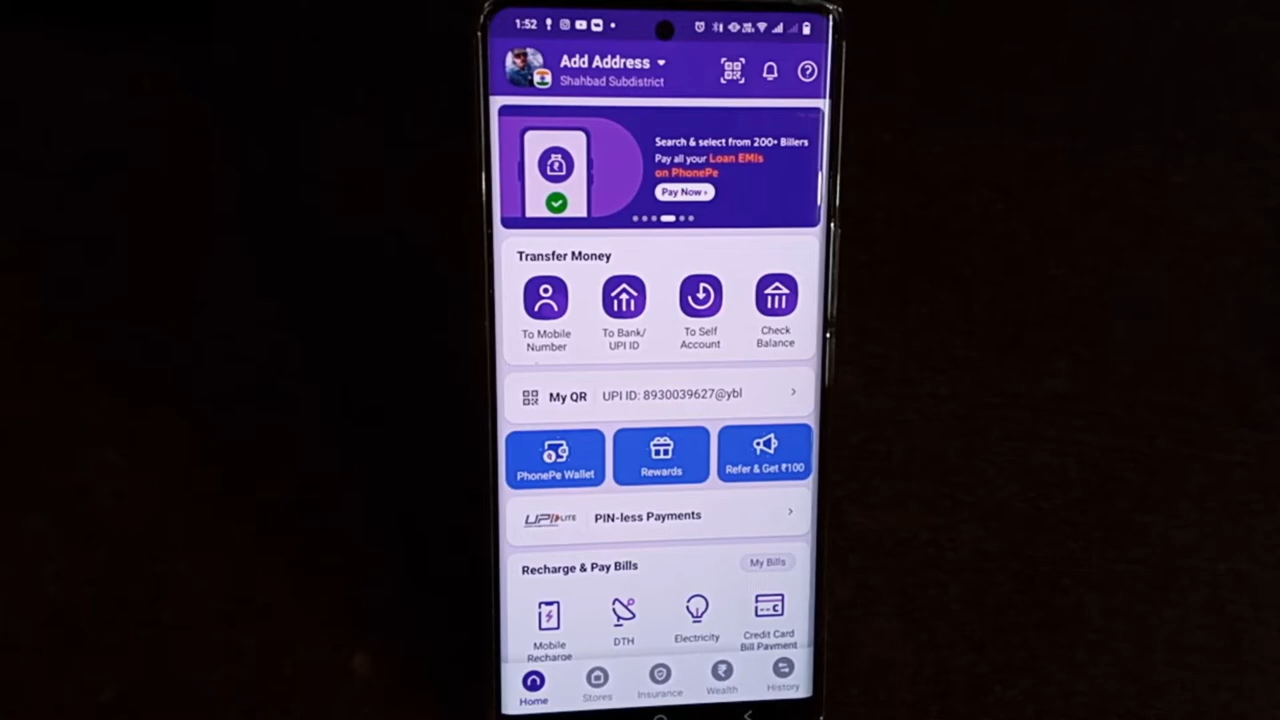 1:52
Add Address
Shahbad Subdistrict
Search & select from 200+ Billers
Pay all your Loan EMIs
on PhonePe
Pay Now ›
Transfer Money
To Mobile
Number
To Bank/
UPI ID
To Self
Account
Check
Balance
My QR UPI ID: 8930039627@ybl
PhonePe Wallet
Rewards
Refer & Get ₹100
UPI LITE PIN-less Payments
Recharge & Pay Bills
My Bills
Mobile
Recharge
DTH
Electricity
Credit Card
Bill Payment
Home
Stores
Insurance
Wealth
History